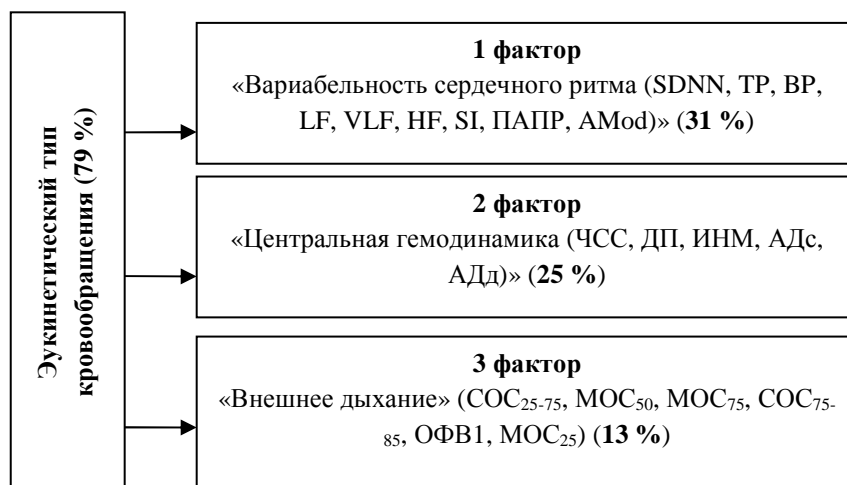 Эукинетический тип
кровообращения (79 %)
1 фактор
«Вариабельность сердечного ритма (SDNN, TP, ВР,
LF, VLF, HF, SI, ПАПР, AMod)» (31 %)
2 фактор
«Центральная гемодинамика (ЧСС, ДП, ИНМ, АДс,
АДд)» (25 %)
3 фактор
«Внешнее дыхание» (СОС25-75, МОС50, МОС75, СОС75-
85, ОФВ1, МОС25) (13 %)